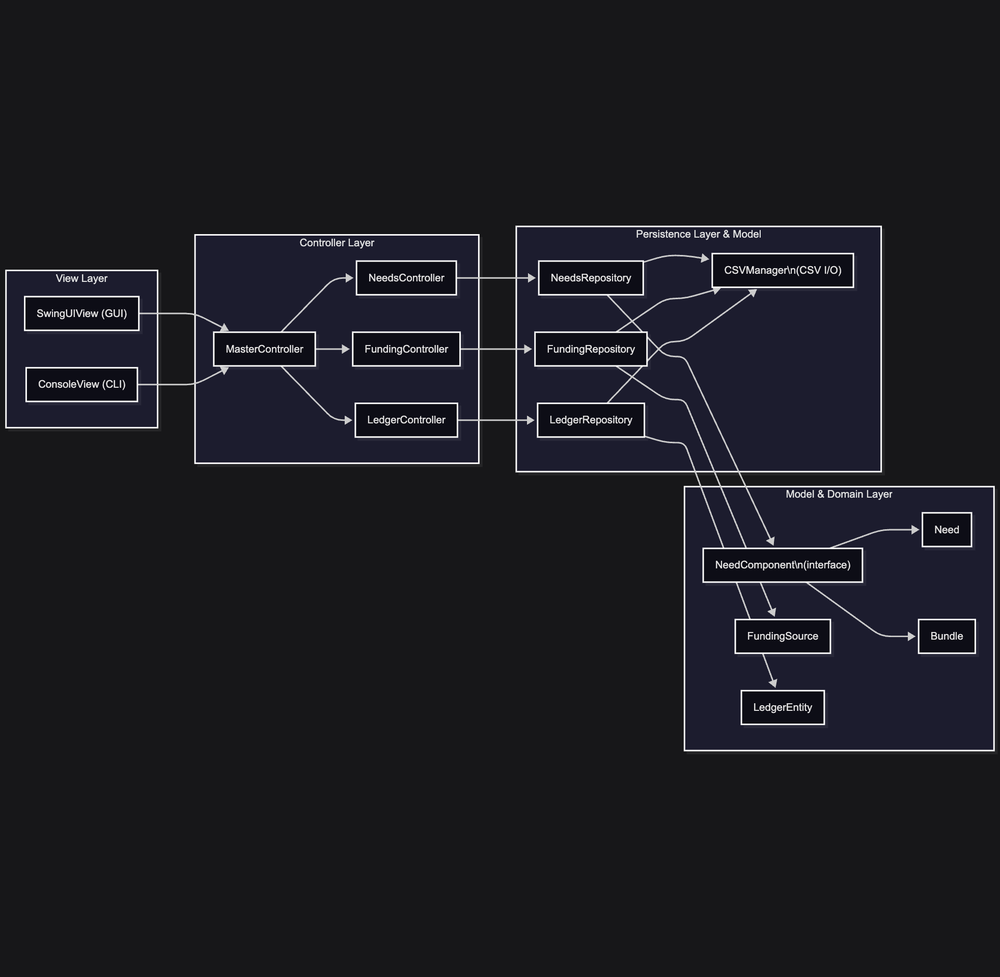 View Layer
SwingUIView (GUI)
ConsoleView (CLI)
Controller Layer
MasterController
NeedsController
FundingController
LedgerController
Persistence Layer & Model
NeedsRepository
FundingRepository
LedgerRepository
CSVManager\n(CSV I/O)
Model & Domain Layer
NeedComponent\n(interface)
FundingSource
LedgerEntity
Need
Bundle